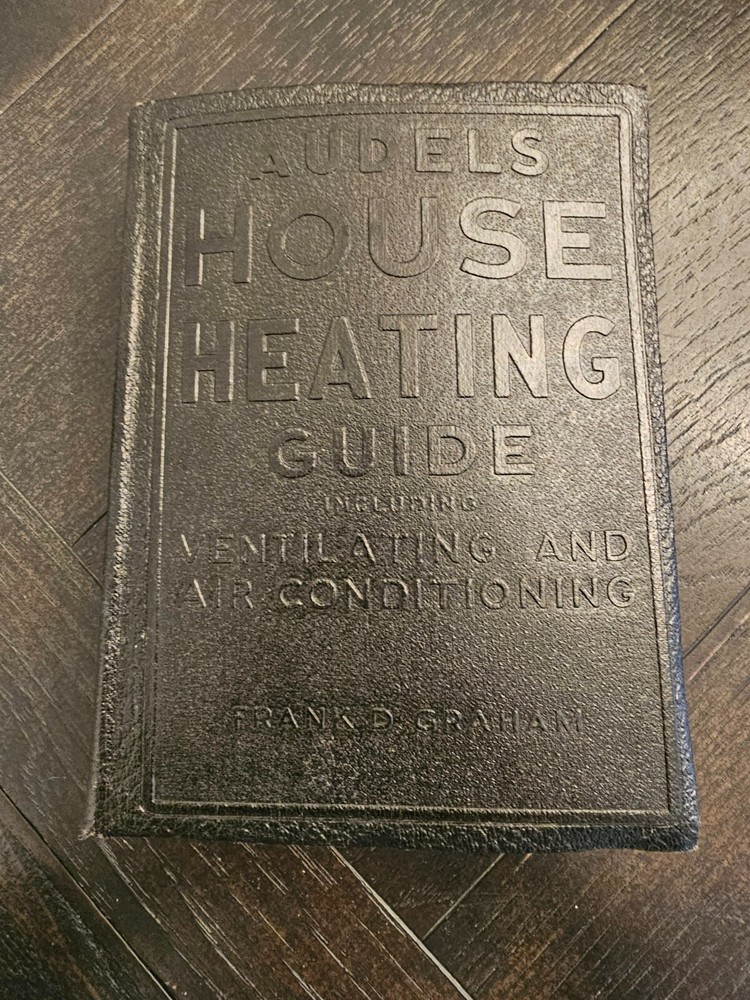 AUDELS
HOUSE
HEATING
GUIDE
INCLUDING
VENTILATING AND
AIR CONDITIONING
FRANK D. GRAHAM